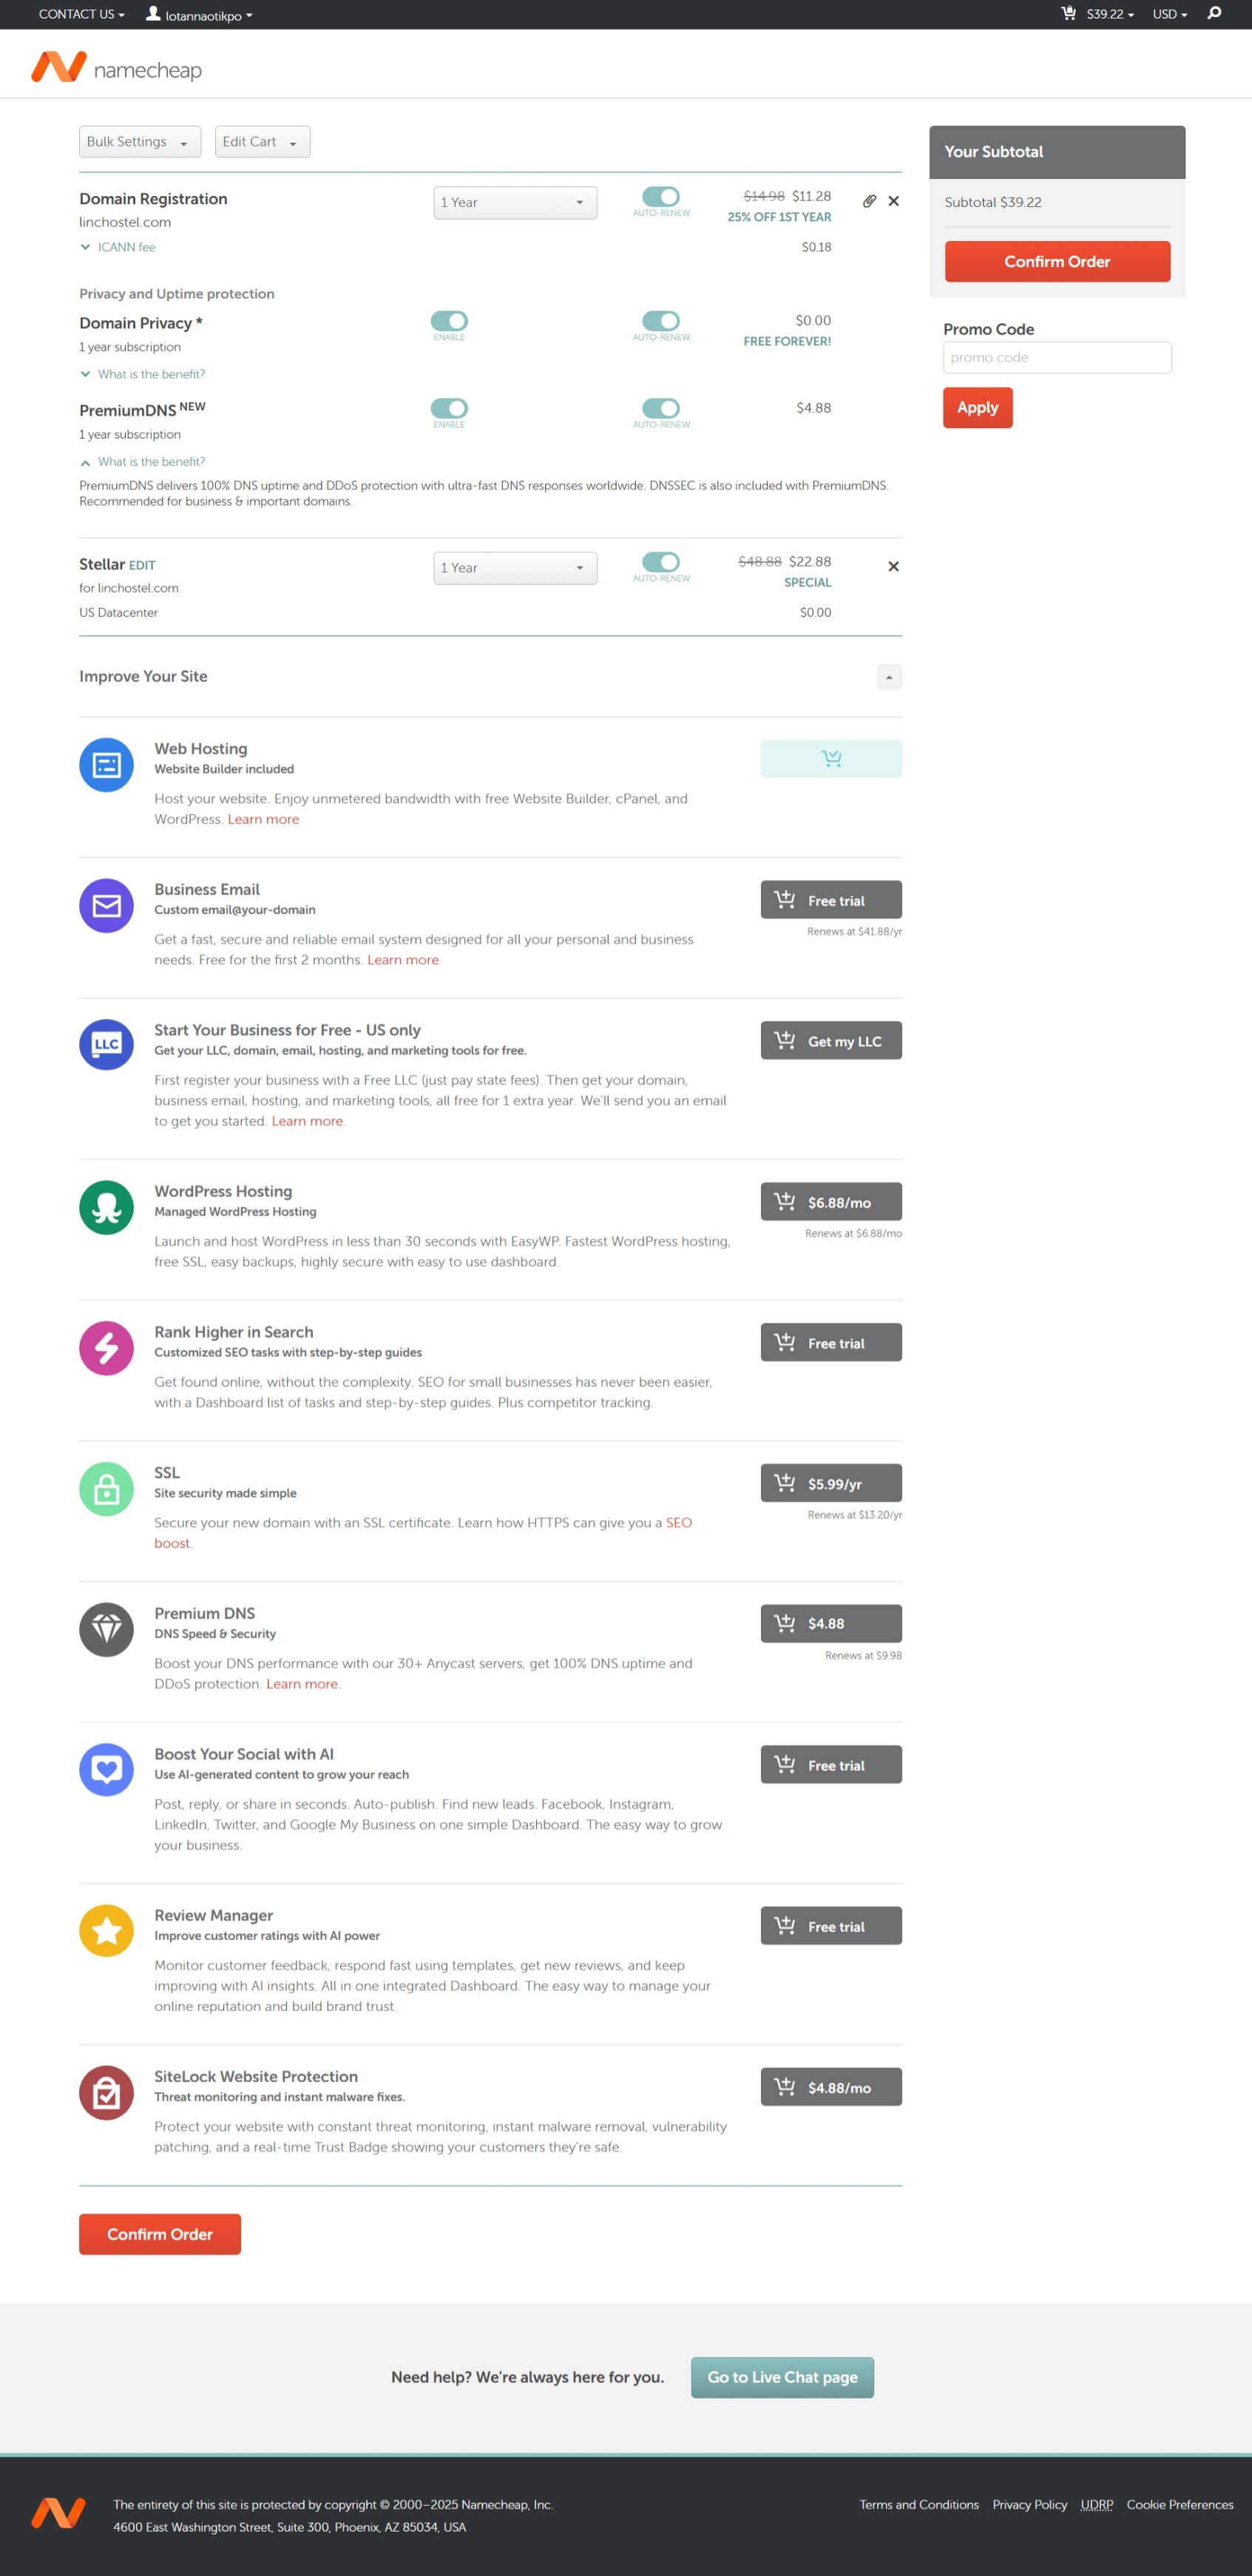 CONTACT US
lotannaotikpo
$39.22
USD
namecheap
Bulk Settings
Edit Cart
Your Subtotal
Subtotal $39.22
Confirm Order
Promo Code
promo code
Apply
Domain Registration
1 Year
AUTO-RENEW
$14.98 $11.28
linchostel.com
25% OFF 1ST YEAR
ICANN fee
$0.18
Privacy and Uptime protection
Domain Privacy *
ENABLE
AUTO-RENEW
$0.00
1 year subscription
FREE FOREVER!
What is the benefit?
PremiumDNS NEW
ENABLE
AUTO-RENEW
$4.88
1 year subscription
What is the benefit?
PremiumDNS delivers 100% DNS uptime and DDoS protection with ultra-fast DNS responses worldwide. DNSSEC is also included with PremiumDNS.
Recommended for business & important domains.
Stellar EDIT
1 Year
AUTO-RENEW
$48.88 $22.88
for linchostel.com
SPECIAL
US Datacenter
$0.00
Improve Your Site
Web Hosting
Website Builder included
Host your website. Enjoy unmetered bandwidth with free Website Builder, cPanel, and
WordPress. Learn more
Business Email
Custom email@your-domain
Free trial
Renews at $41.88/yr
Get a fast, secure and reliable email system designed for all your personal and business
needs. Free for the first 2 months. Learn more
LLC
Start Your Business for Free - US only
Get your LLC, domain, email, hosting, and marketing tools for free.
Get my LLC
First register your business with a Free LLC (just pay state fees). Then get your domain,
business email, hosting, and marketing tools, all free for 1 extra year. We'll send you an email
to get you started. Learn more.
WordPress Hosting
Managed WordPress Hosting
$6.88/mo
Renews at $6.88/mo
Launch and host WordPress in less than 30 seconds with EasyWP. Fastest WordPress hosting,
free SSL, easy backups, highly secure with easy to use dashboard.
Rank Higher in Search
Customized SEO tasks with step-by-step guides
Free trial
Get found online, without the complexity. SEO for small businesses has never been easier,
with a Dashboard list of tasks and step-by-step guides. Plus competitor tracking.
SSL
Site security made simple
$5.99/yr
Renews at $13.20/yr
Secure your new domain with an SSL certificate. Learn how HTTPS can give you a SEO
boost.
Premium DNS
DNS Speed & Security
$4.88
Renews at $9.98
Boost your DNS performance with our 30+ Anycast servers, get 100% DNS uptime and
DDoS protection. Learn more.
Boost Your Social with AI
Use AI-generated content to grow your reach
Free trial
Post, reply, or share in seconds. Auto-publish. Find new leads. Facebook, Instagram,
LinkedIn, Twitter, and Google My Business on one simple Dashboard. The easy way to grow
your business.
Review Manager
Improve customer ratings with AI power
Free trial
Monitor customer feedback, respond fast using templates, get new reviews, and keep
improving with AI insights. All in one integrated Dashboard. The easy way to manage your
online reputation and build brand trust.
SiteLock Website Protection
Threat monitoring and instant malware fixes.
$4.88/mo
Protect your website with constant threat monitoring, instant malware removal, vulnerability
patching, and a real-time Trust Badge showing your customers they're safe.
Confirm Order
Need help? We're always here for you.
Go to Live Chat page
The entirety of this site is protected by copyright © 2000–2025 Namecheap, Inc.
4600 East Washington Street, Suite 300, Phoenix, AZ 85034, USA
Terms and Conditions
Privacy Policy
UDRP
Cookie Preferences